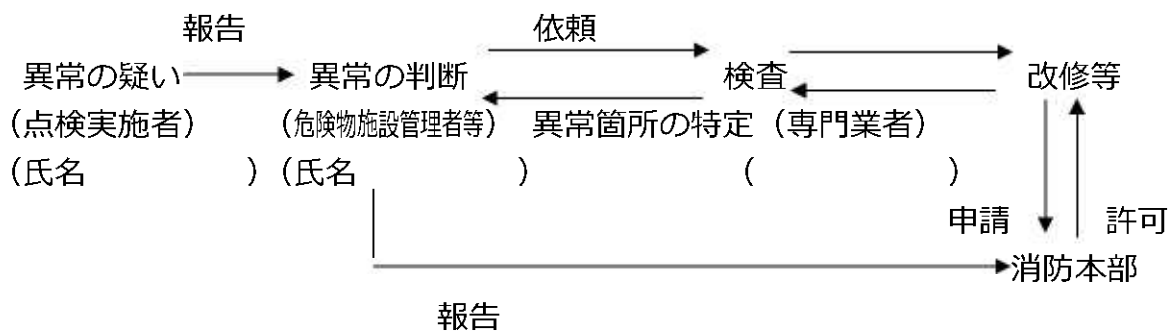 報告 依頼
異常の疑い 異常の判断 検査 改修等
（点検実施者） （危険物施設管理者等） 異常箇所の特定 （専門業者）
（氏名 ）（氏名 ） （ ）
申請 許可
消防本部
報告